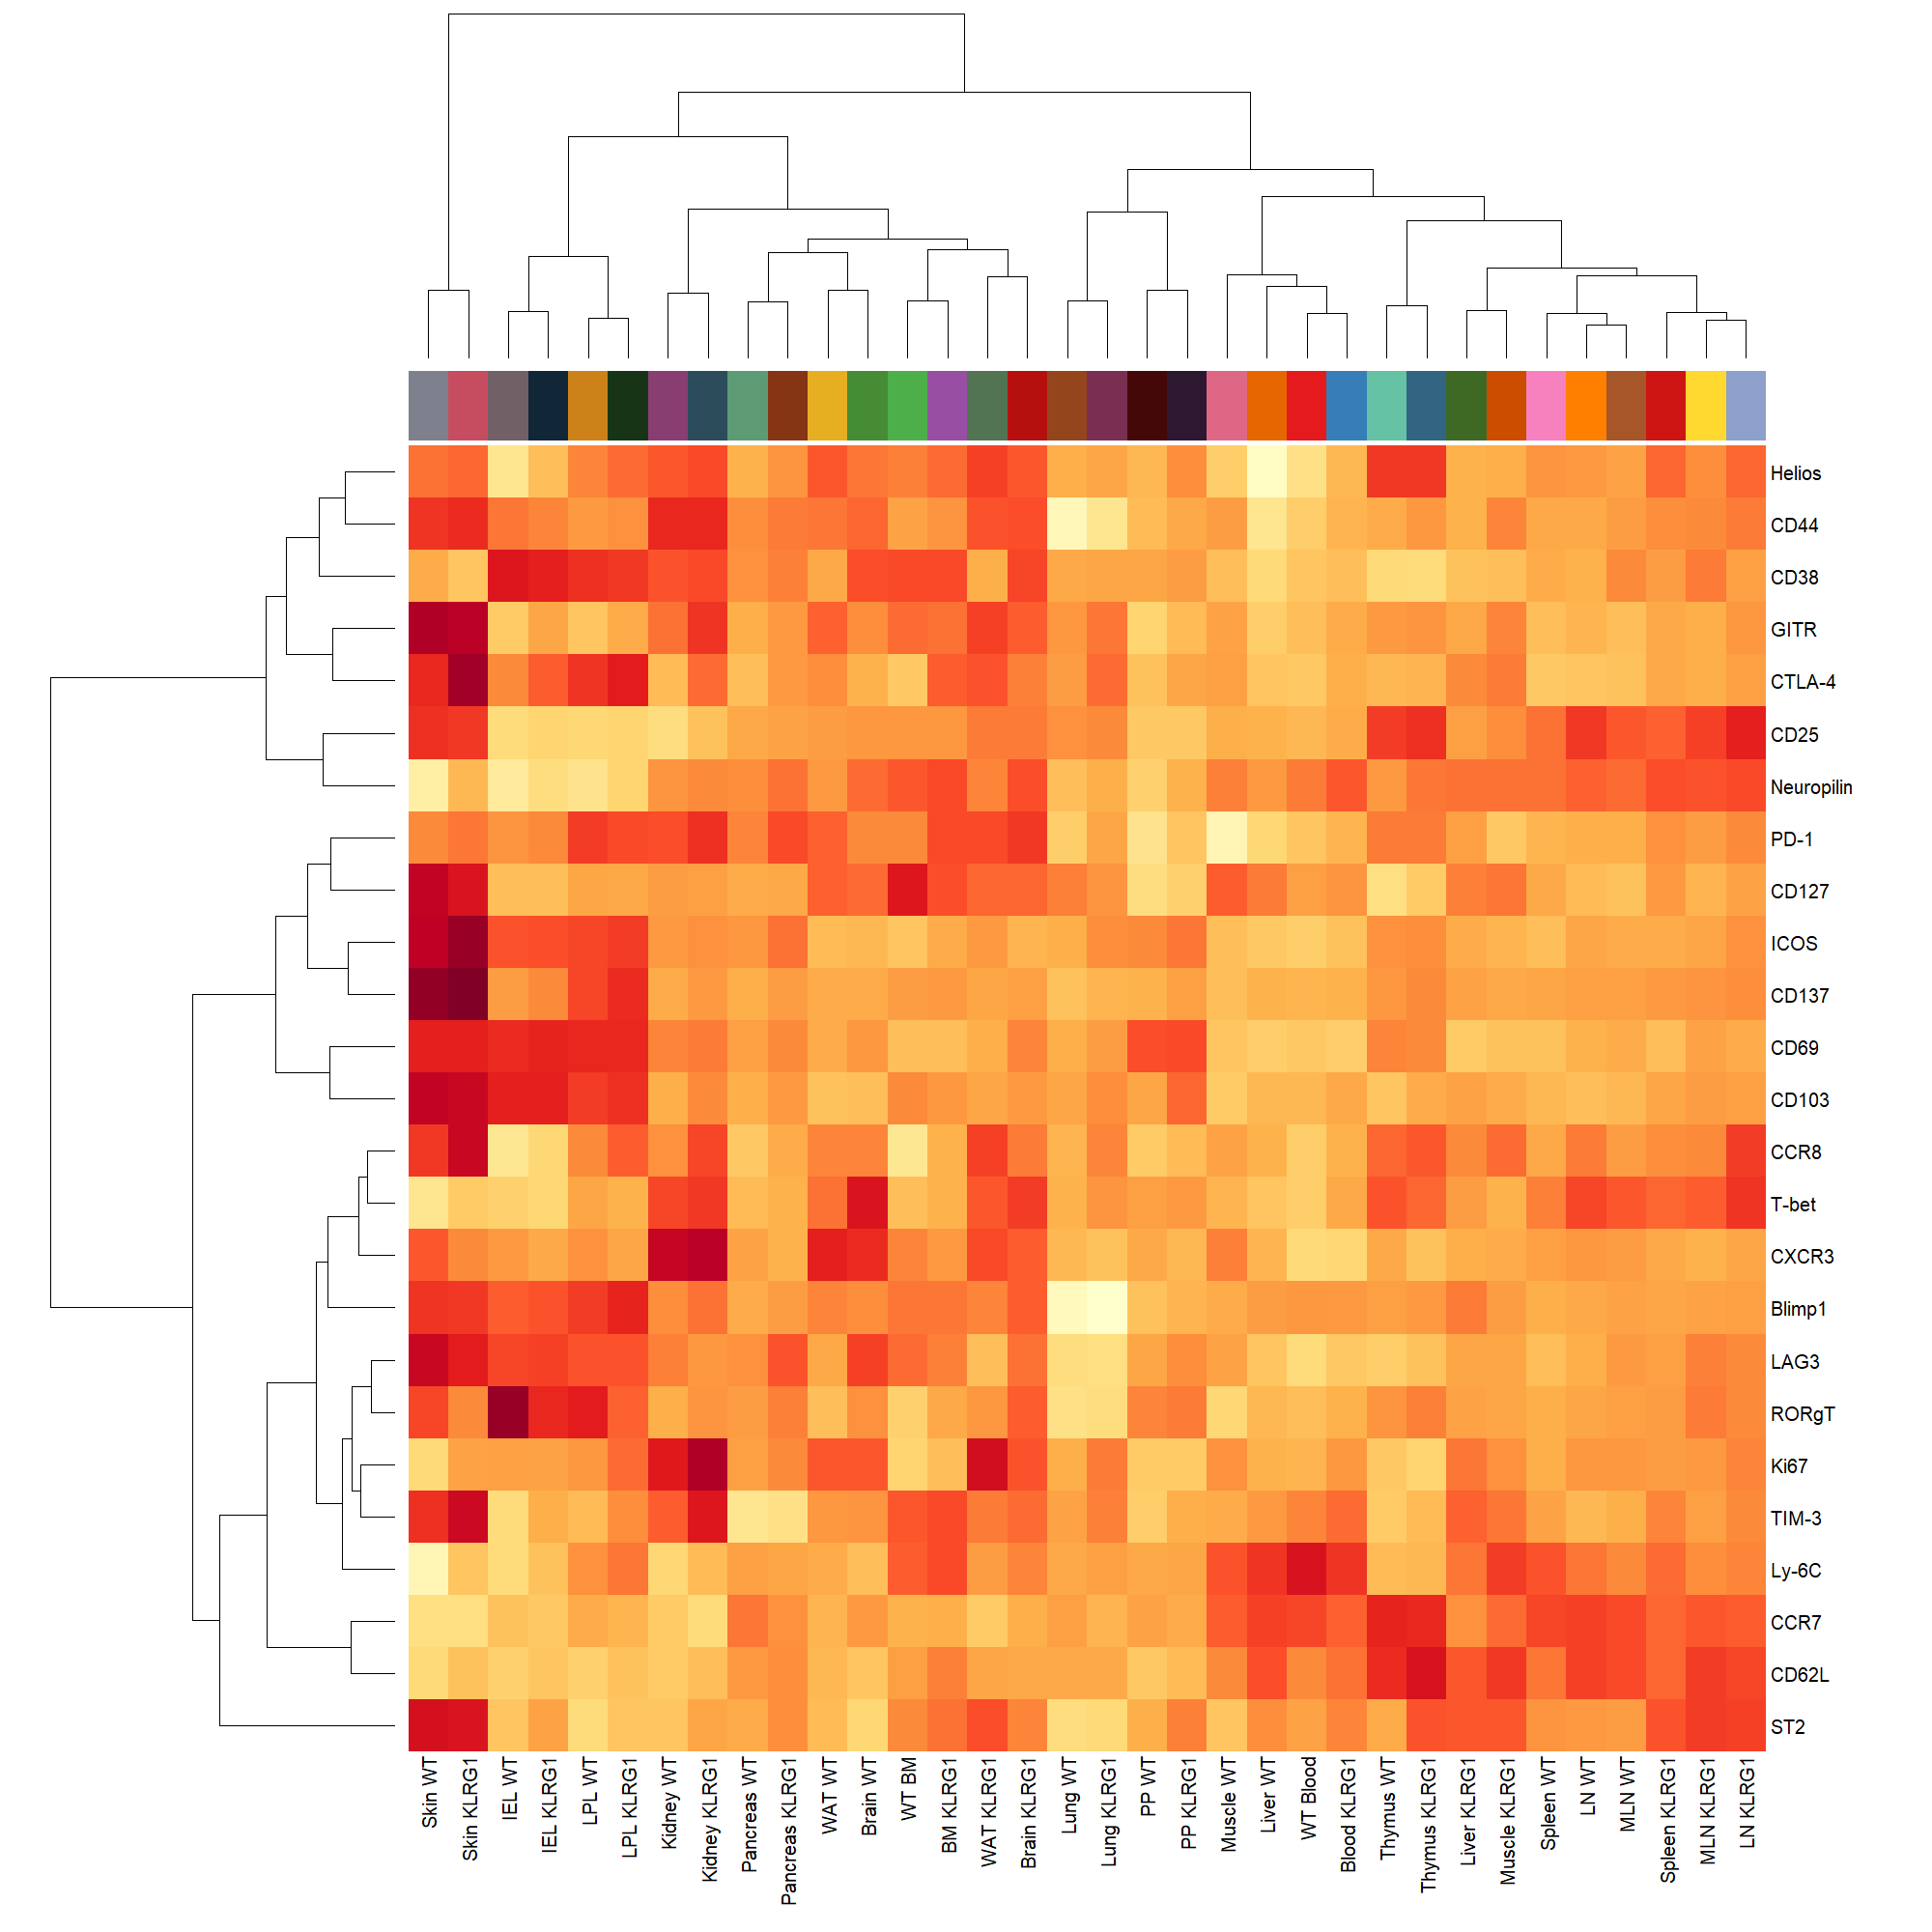 Helios
CD44
CD38
GITR
CTLA-4
CD25
Neuropilin
PD-1
CD127
ICOS
CD137
CD69
CD103
CCR8
T-bet
CXCR3
Blimp1
LAG3
RORgT
Ki67
TIM-3
Ly-6C
CCR7
CD62L
ST2
Skin WT
Skin KLRG1
IEL WT
IEL KLRG1
LPL WT
LPL KLRG1
Kidney WT
Kidney KLRG1
Pancreas WT
Pancreas KLRG1
WAT WT
Brain WT
WT BM
BM KLRG1
WAT KLRG1
Brain KLRG1
Lung WT
Lung KLRG1
PP WT
PP KLRG1
Muscle WT
Liver WT
WT Blood
Blood KLRG1
Thymus WT
Thymus KLRG1
Liver KLRG1
Muscle KLRG1
Spleen WT
LN WT
MLN WT
Spleen KLRG1
MLN KLRG1
LN KLRG1